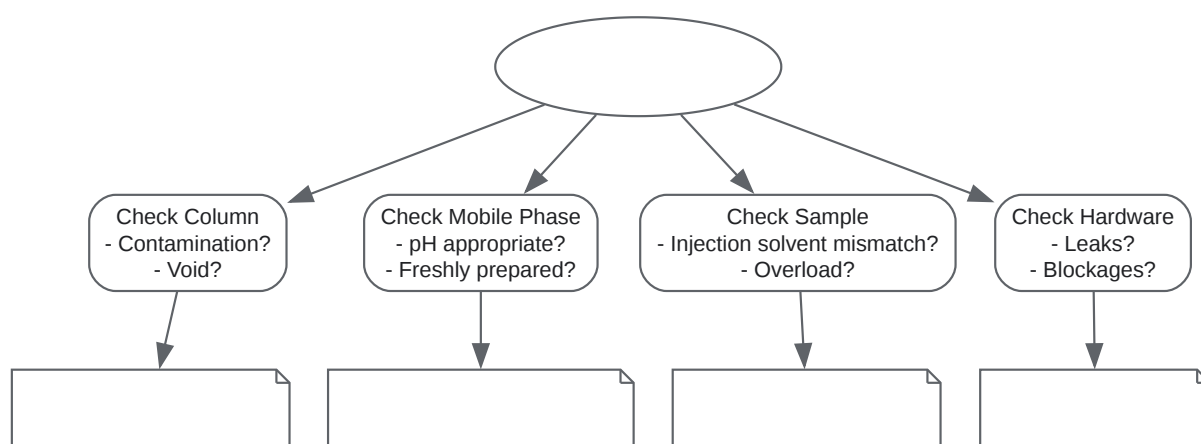 Check Column
- Contamination?
- Void?
Check Mobile Phase
- pH appropriate?
- Freshly prepared?
Check Sample
- Injection solvent mismatch?
- Overload?
Check Hardware
- Leaks?
- Blockages?